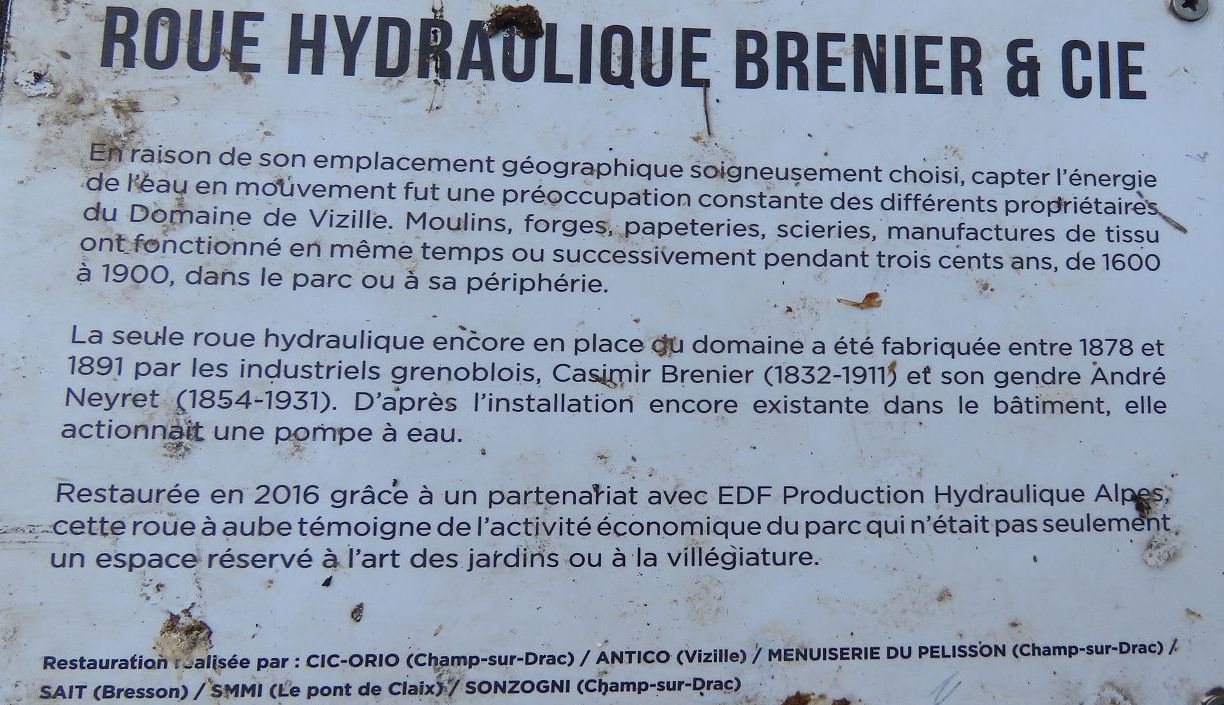 ROUE HYDRAULIQUE BRENIER & CIE
En raison de son emplacement géographique soigneusement choisi, capter l'énergie
de l'eau en mouvement fut une préoccupation constante des différents propriétaires
du Domaine de Vizille. Moulins, forges, papeteries, scieries, manufactures de tissu
ont fonctionné en même temps ou successivement pendant trois cents ans, de 1600
à 1900, dans le parc ou à sa périphérie.
La seule roue hydraulique encore en place du domaine a été fabriquée entre 1878 et
1891 par les industriels grenoblois, Casimir Brenier (1832-1911) et son gendre André
Neyret (1854-1931). D'après l'installation encore existante dans le bâtiment, elle
actionnait une pompe à eau.
Restaurée en 2016 grâce à un partenariat avec EDF Production Hydraulique Alpes,
cette roue à aube témoigne de l'activité économique du parc qui n'était pas seulement
un espace réservé à l'art des jardins ou à la villégiature.
Restauration réalisée par : CIC-ORIO (Champ-sur-Drac) / ANTICO (Vizille) / MENUISERIE DU PELISSON (Champ-sur-Drac) /
SAIT (Bresson) / SMMI (Le pont de Claix) / SONZOGNI (Champ-sur-Drac)